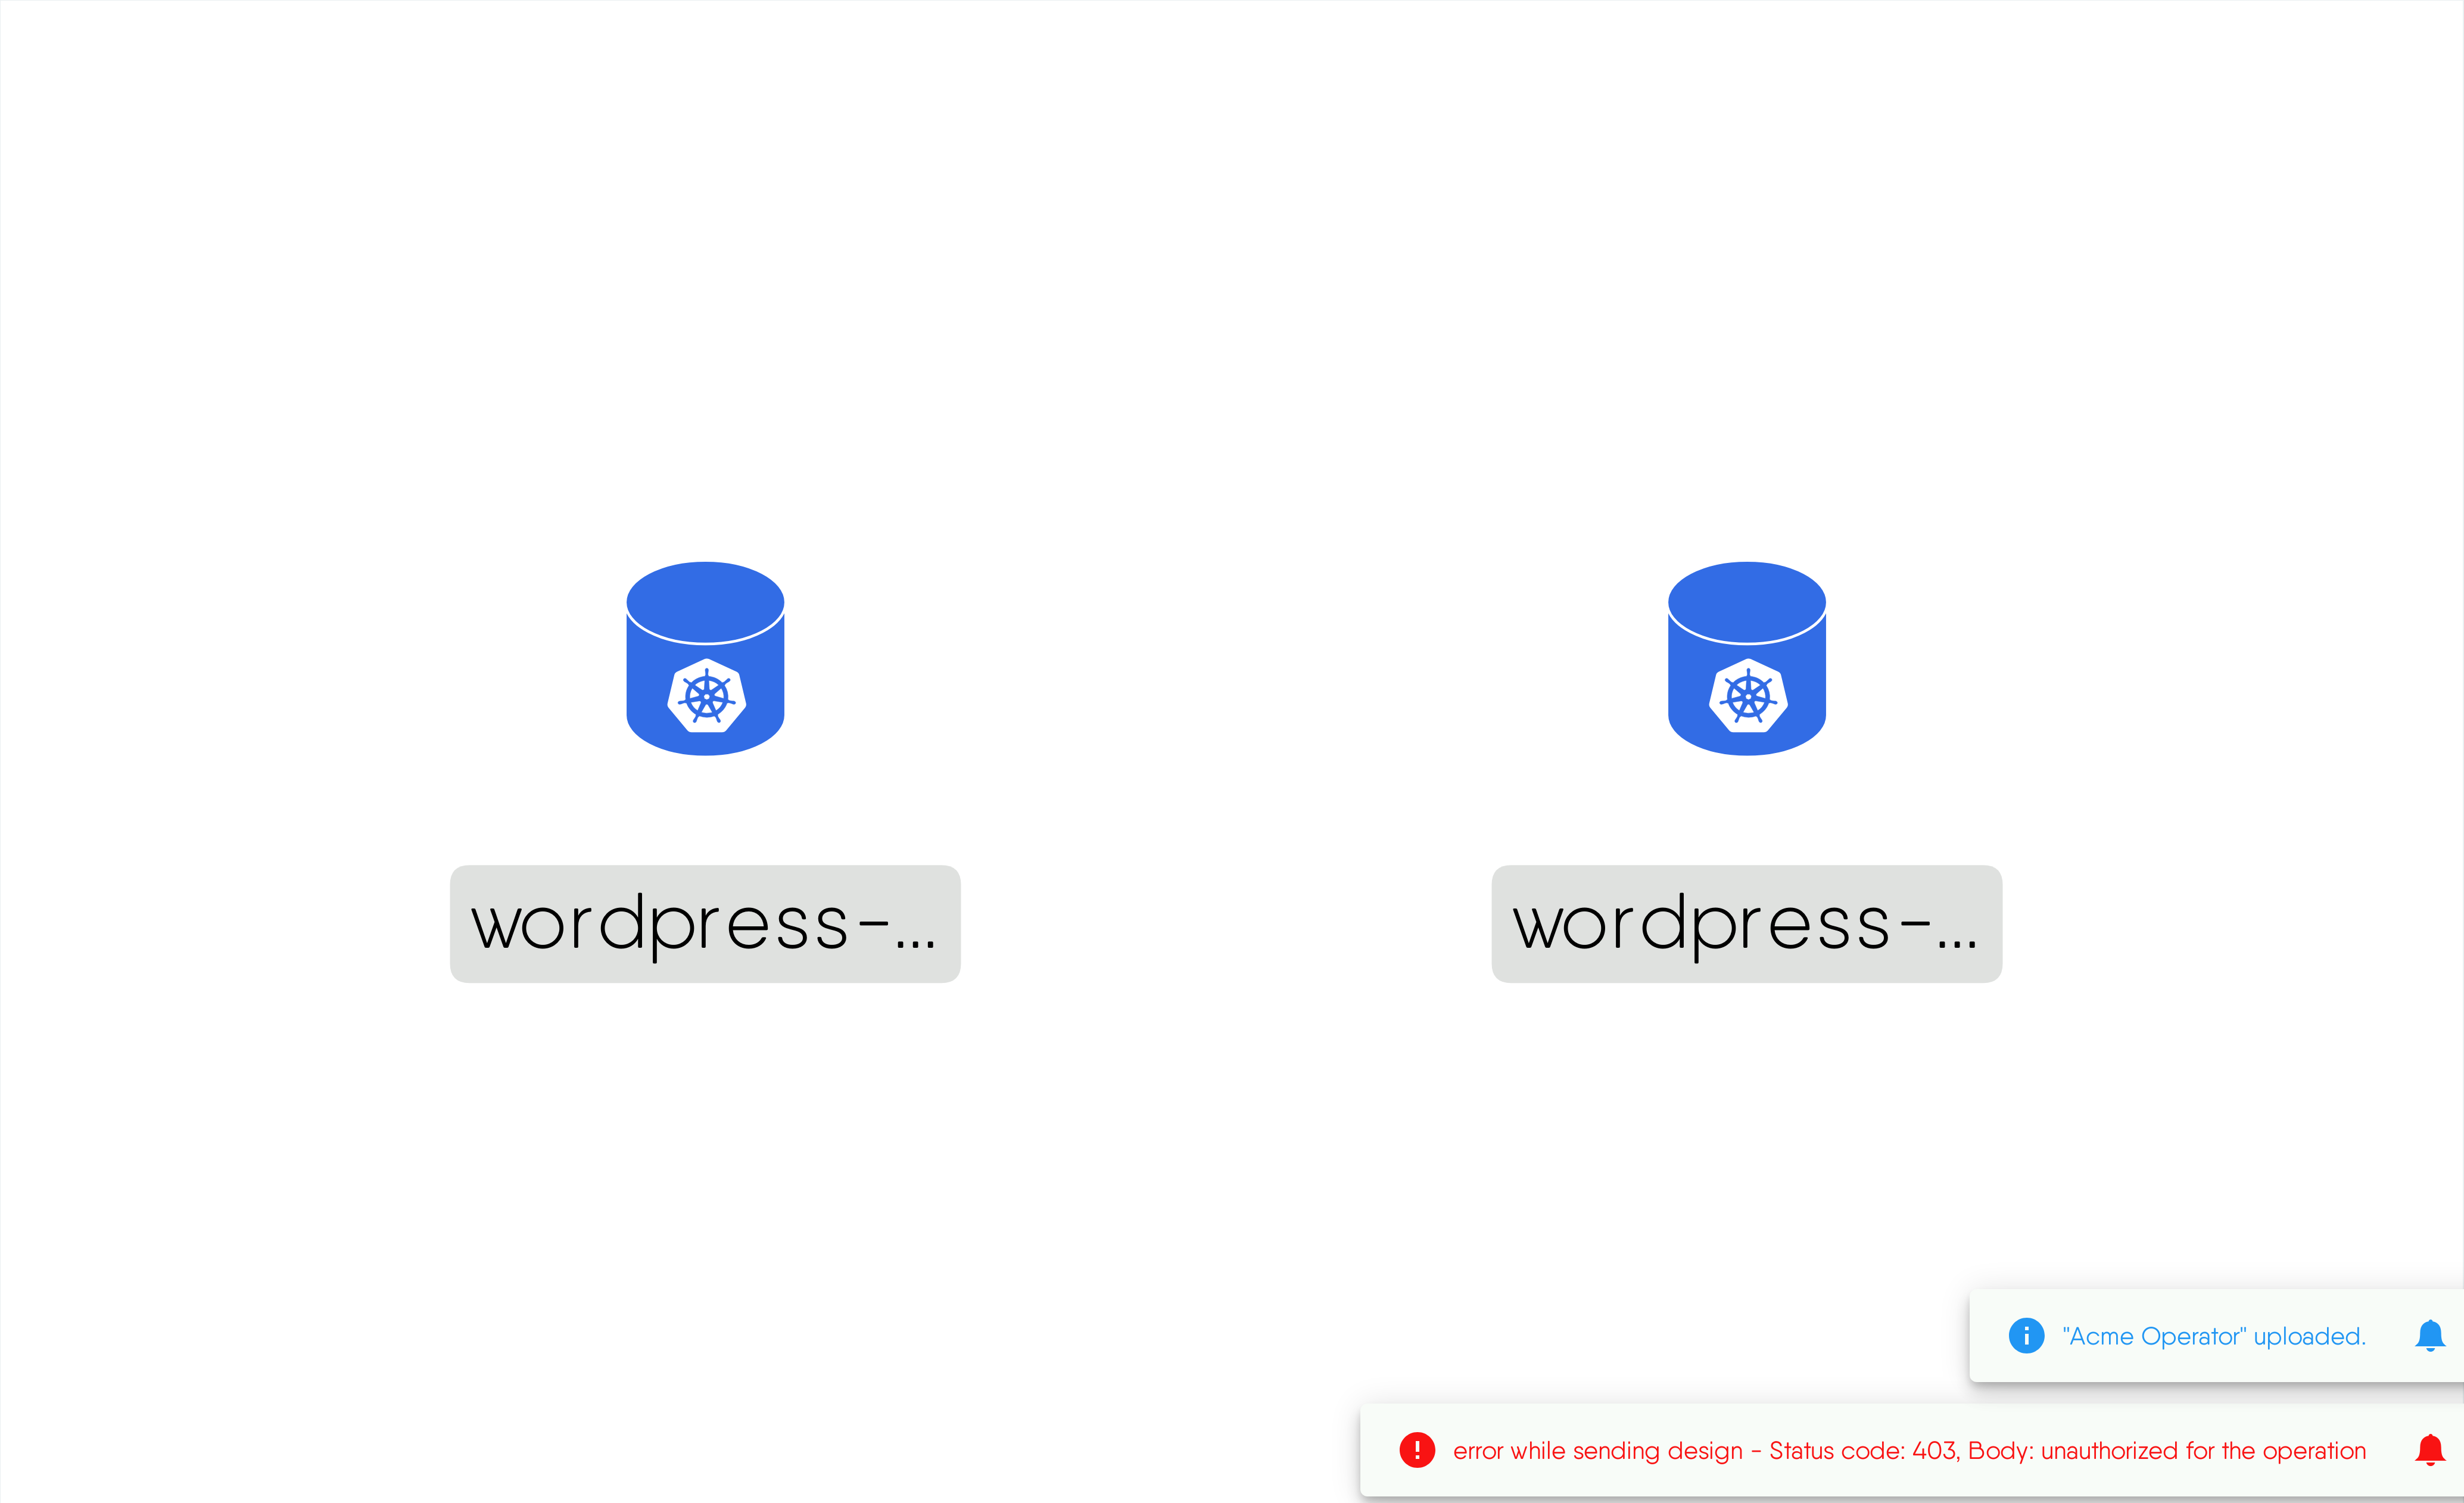 wordpress-...
wordpress-...
"Acme Operator" uploaded.
error while sending design - Status code: 403, Body: unauthorized for the operation